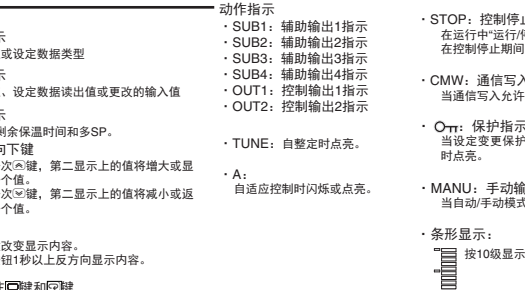 示
或设定数据类型
示
、设定数据读出值或更改的输入值
示
剩余保温时间和多SP。
向下键
次键，第二显示上的值将增大或显
个值。
次键，第二显示上的值将减小或返
个值。
改变显示内容。
钮1秒以上反方向显示内容。
键和键
动作指示
・SUB1：辅助输出1指示
・SUB2：辅助输出2指示
・SUB3：辅助输出3指示
・SUB4：辅助输出4指示
・OUT1：控制输出1指示
・OUT2：控制输出2指示
・TUNE：自整定时点亮。
・A：
自适应控制时闪烁或点亮。
・STOP：控制停止
在运行中“运行/停
在控制停止期间
・CMW：通信写入
当通信写入允许
・：保护指示
当设定变更保护
时点亮。
・MANU：手动输
当自动/手动模式
・条形显示：
按10级显示